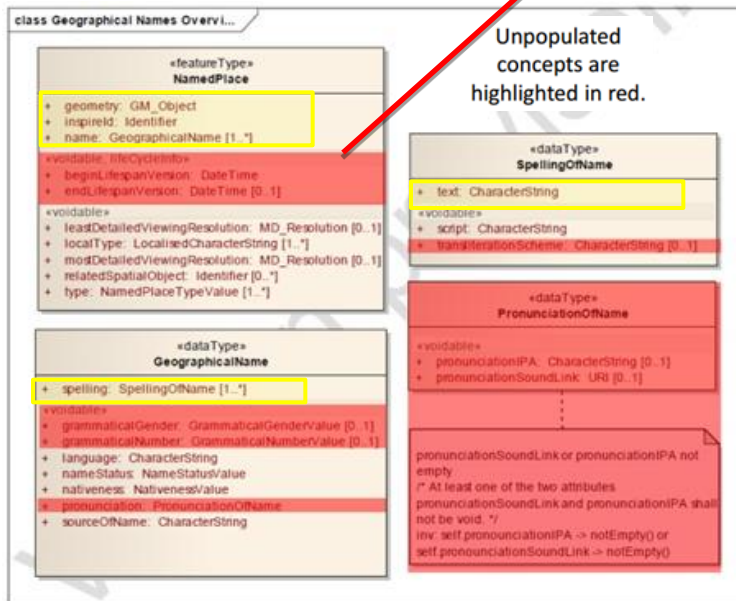 class Geographical Names Overvi...
Unpopulated
concepts are
highlighted in red.
«featureType»
NamedPlace
+ geometry: GM_Object
+ inspireId: Identifier
+ name: GeographicalName [1..*]
«voidable, lifeCycleInfo»
+ beginLifespanVersion: DateTime
+ endLifespanVersion: DateTime [0..1]
«voidable»
+ leastDetailedViewingResolution: MD_Resolution [0..1]
+ localType: LocalisedCharacterString [1..*]
+ mostDetailedViewingResolution: MD_Resolution [0..1]
+ relatedSpatialObject: Identifier [0..*]
+ type: NamedPlaceTypeValue [1..*]
«dataType»
SpellingOfName
+ text: CharacterString
«voidable»
+ script: CharacterString
+ transliterationScheme: CharacterString [0..1]
«dataType»
GeographicalName
+ spelling: SpellingOfName [1..*]
«voidable»
+ grammaticalGender: GrammaticalGenderValue [0..1]
+ grammaticalNumber: GrammaticalNumberValue [0..1]
+ language: CharacterString
+ nameStatus: NameStatusValue
+ nativeness: NativenessValue
+ pronunciation: PronunciationOfName
+ sourceOfName: CharacterString
«dataType»
PronunciationOfName
«voidable»
+ pronunciationIPA: CharacterString [0..1]
+ pronunciationSoundLink: URI [0..1]
pronunciationSoundLink or pronunciationIPA not
empty
/* At least one of the two attributes
pronunciationSoundLink and pronunciationIPA shall
not be void. */
inv: self.pronounciationIPA -> notEmpty() or
self.pronounciationSoundLink -> notEmpty()